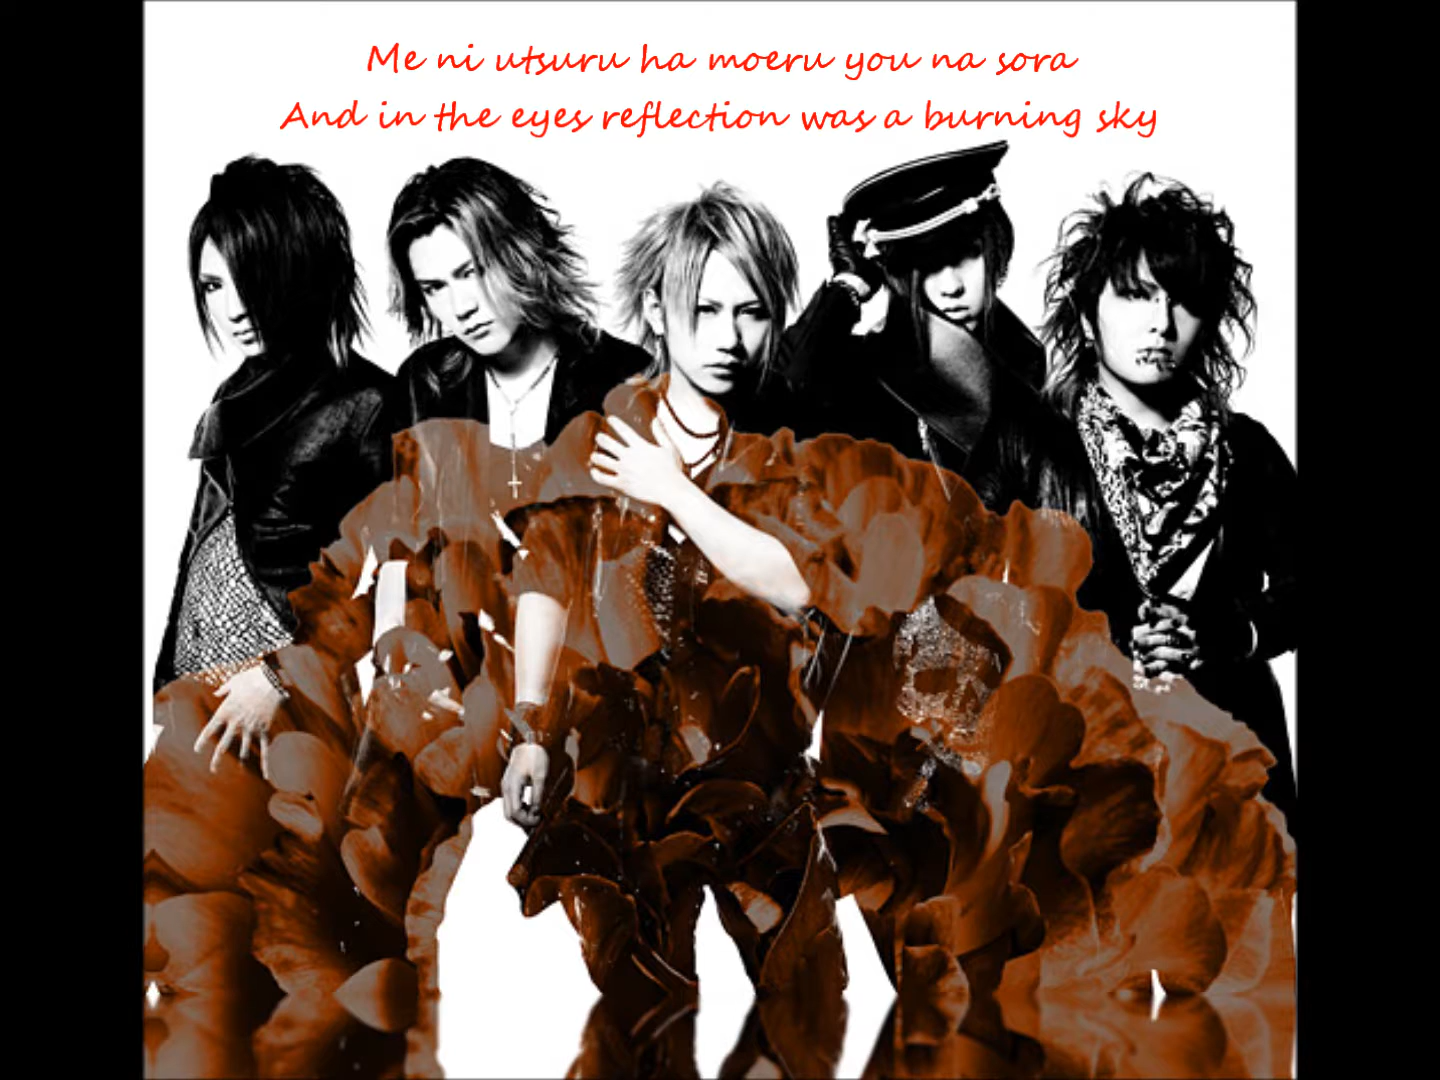 Me ni utsuru ha moeru you na sora
And in the eyes reflection was a burning sky